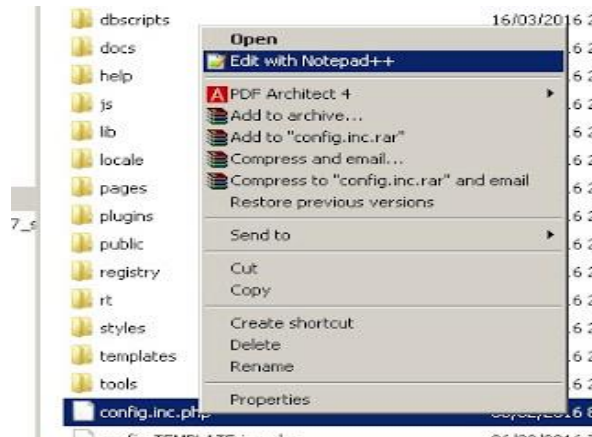 dbscripts
16/03/2016 2
docs
help
js
lib
locale
pages
plugins
public
registry
rt
styles
templates
tools
config.inc.php
Open
Edit with Notepad++
PDF Architect 4
Add to archive...
Add to "config.inc.rar"
Compress and email...
Compress to "config.inc.rar" and email
Restore previous versions
Send to
Cut
Copy
Create shortcut
Delete
Rename
Properties